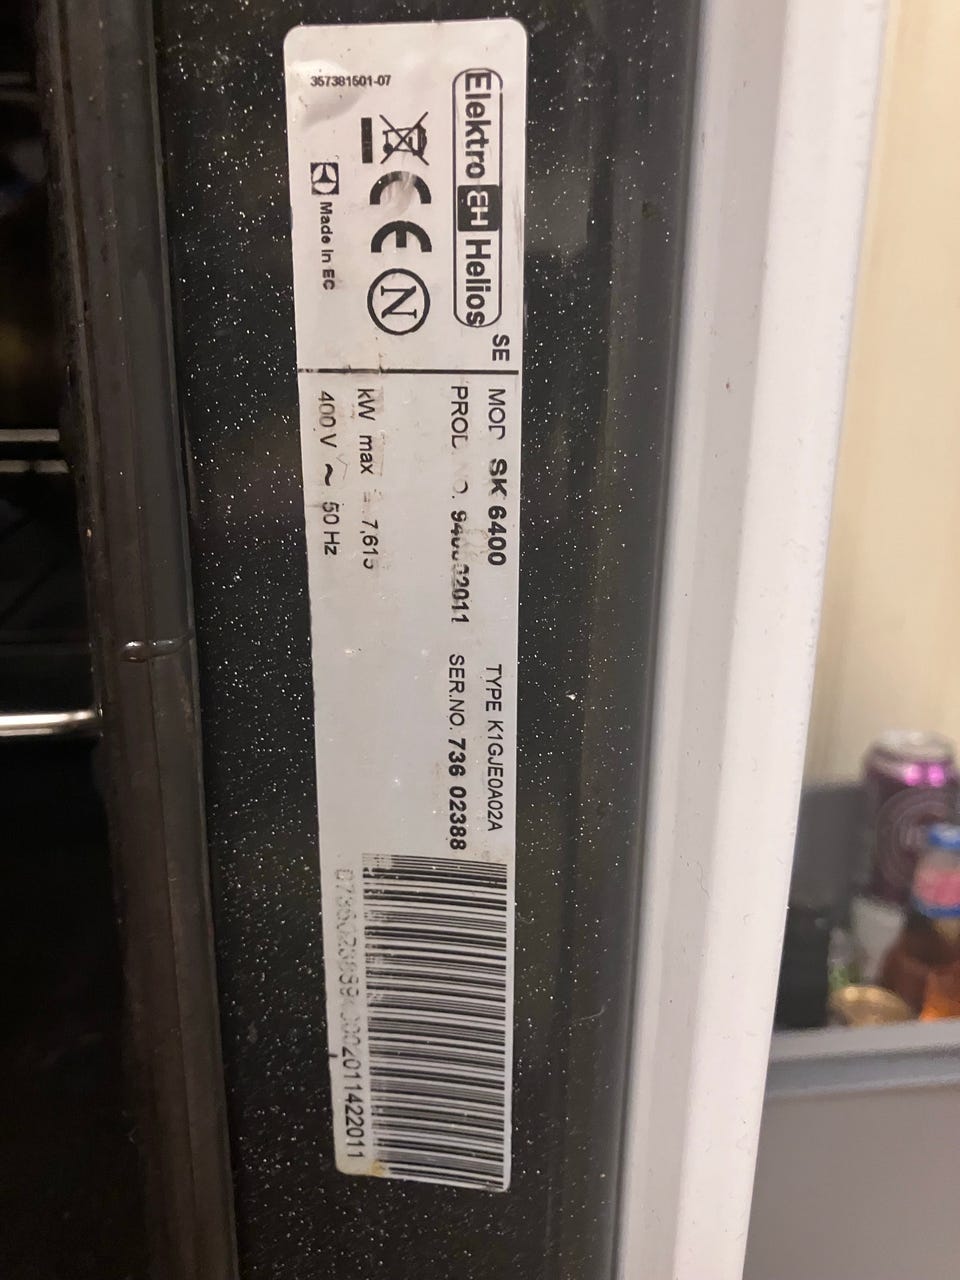 357381501-07
Elektro EH Helios
SE
N
Made in EC
MOD SK 6400
TYPE K1GJE0A02A
SER.NO. 736 02388
kW max
400 V ~ 50 Hz